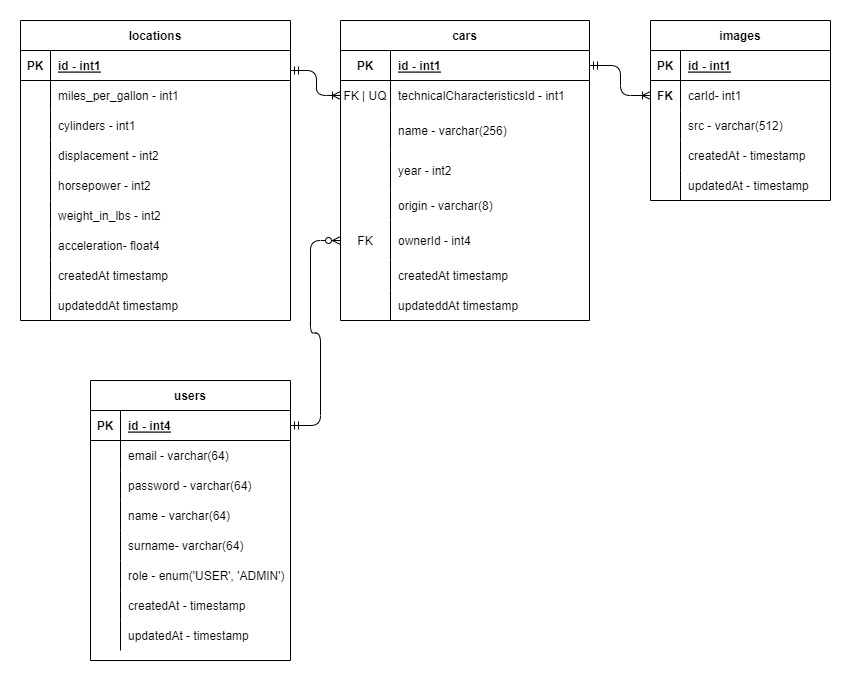 locations
PK id - int1
miles_per_gallon - int1
cylinders - int1
displacement - int2
horsepower - int2
weight_in_lbs - int2
acceleration- float4
createdAt timestamp
updateddAt timestamp
cars
PK id - int1
FK | UQ technicalCharacteristicsId - int1
name - varchar(256)
year - int2
origin - varchar(8)
FK ownerId - int4
createdAt timestamp
updateddAt timestamp
images
PK id - int1
FK carId- int1
src - varchar(512)
createdAt - timestamp
updatedAt - timestamp
users
PK id - int4
email - varchar(64)
password - varchar(64)
name - varchar(64)
surname- varchar(64)
role - enum('USER', 'ADMIN')
createdAt - timestamp
updatedAt - timestamp